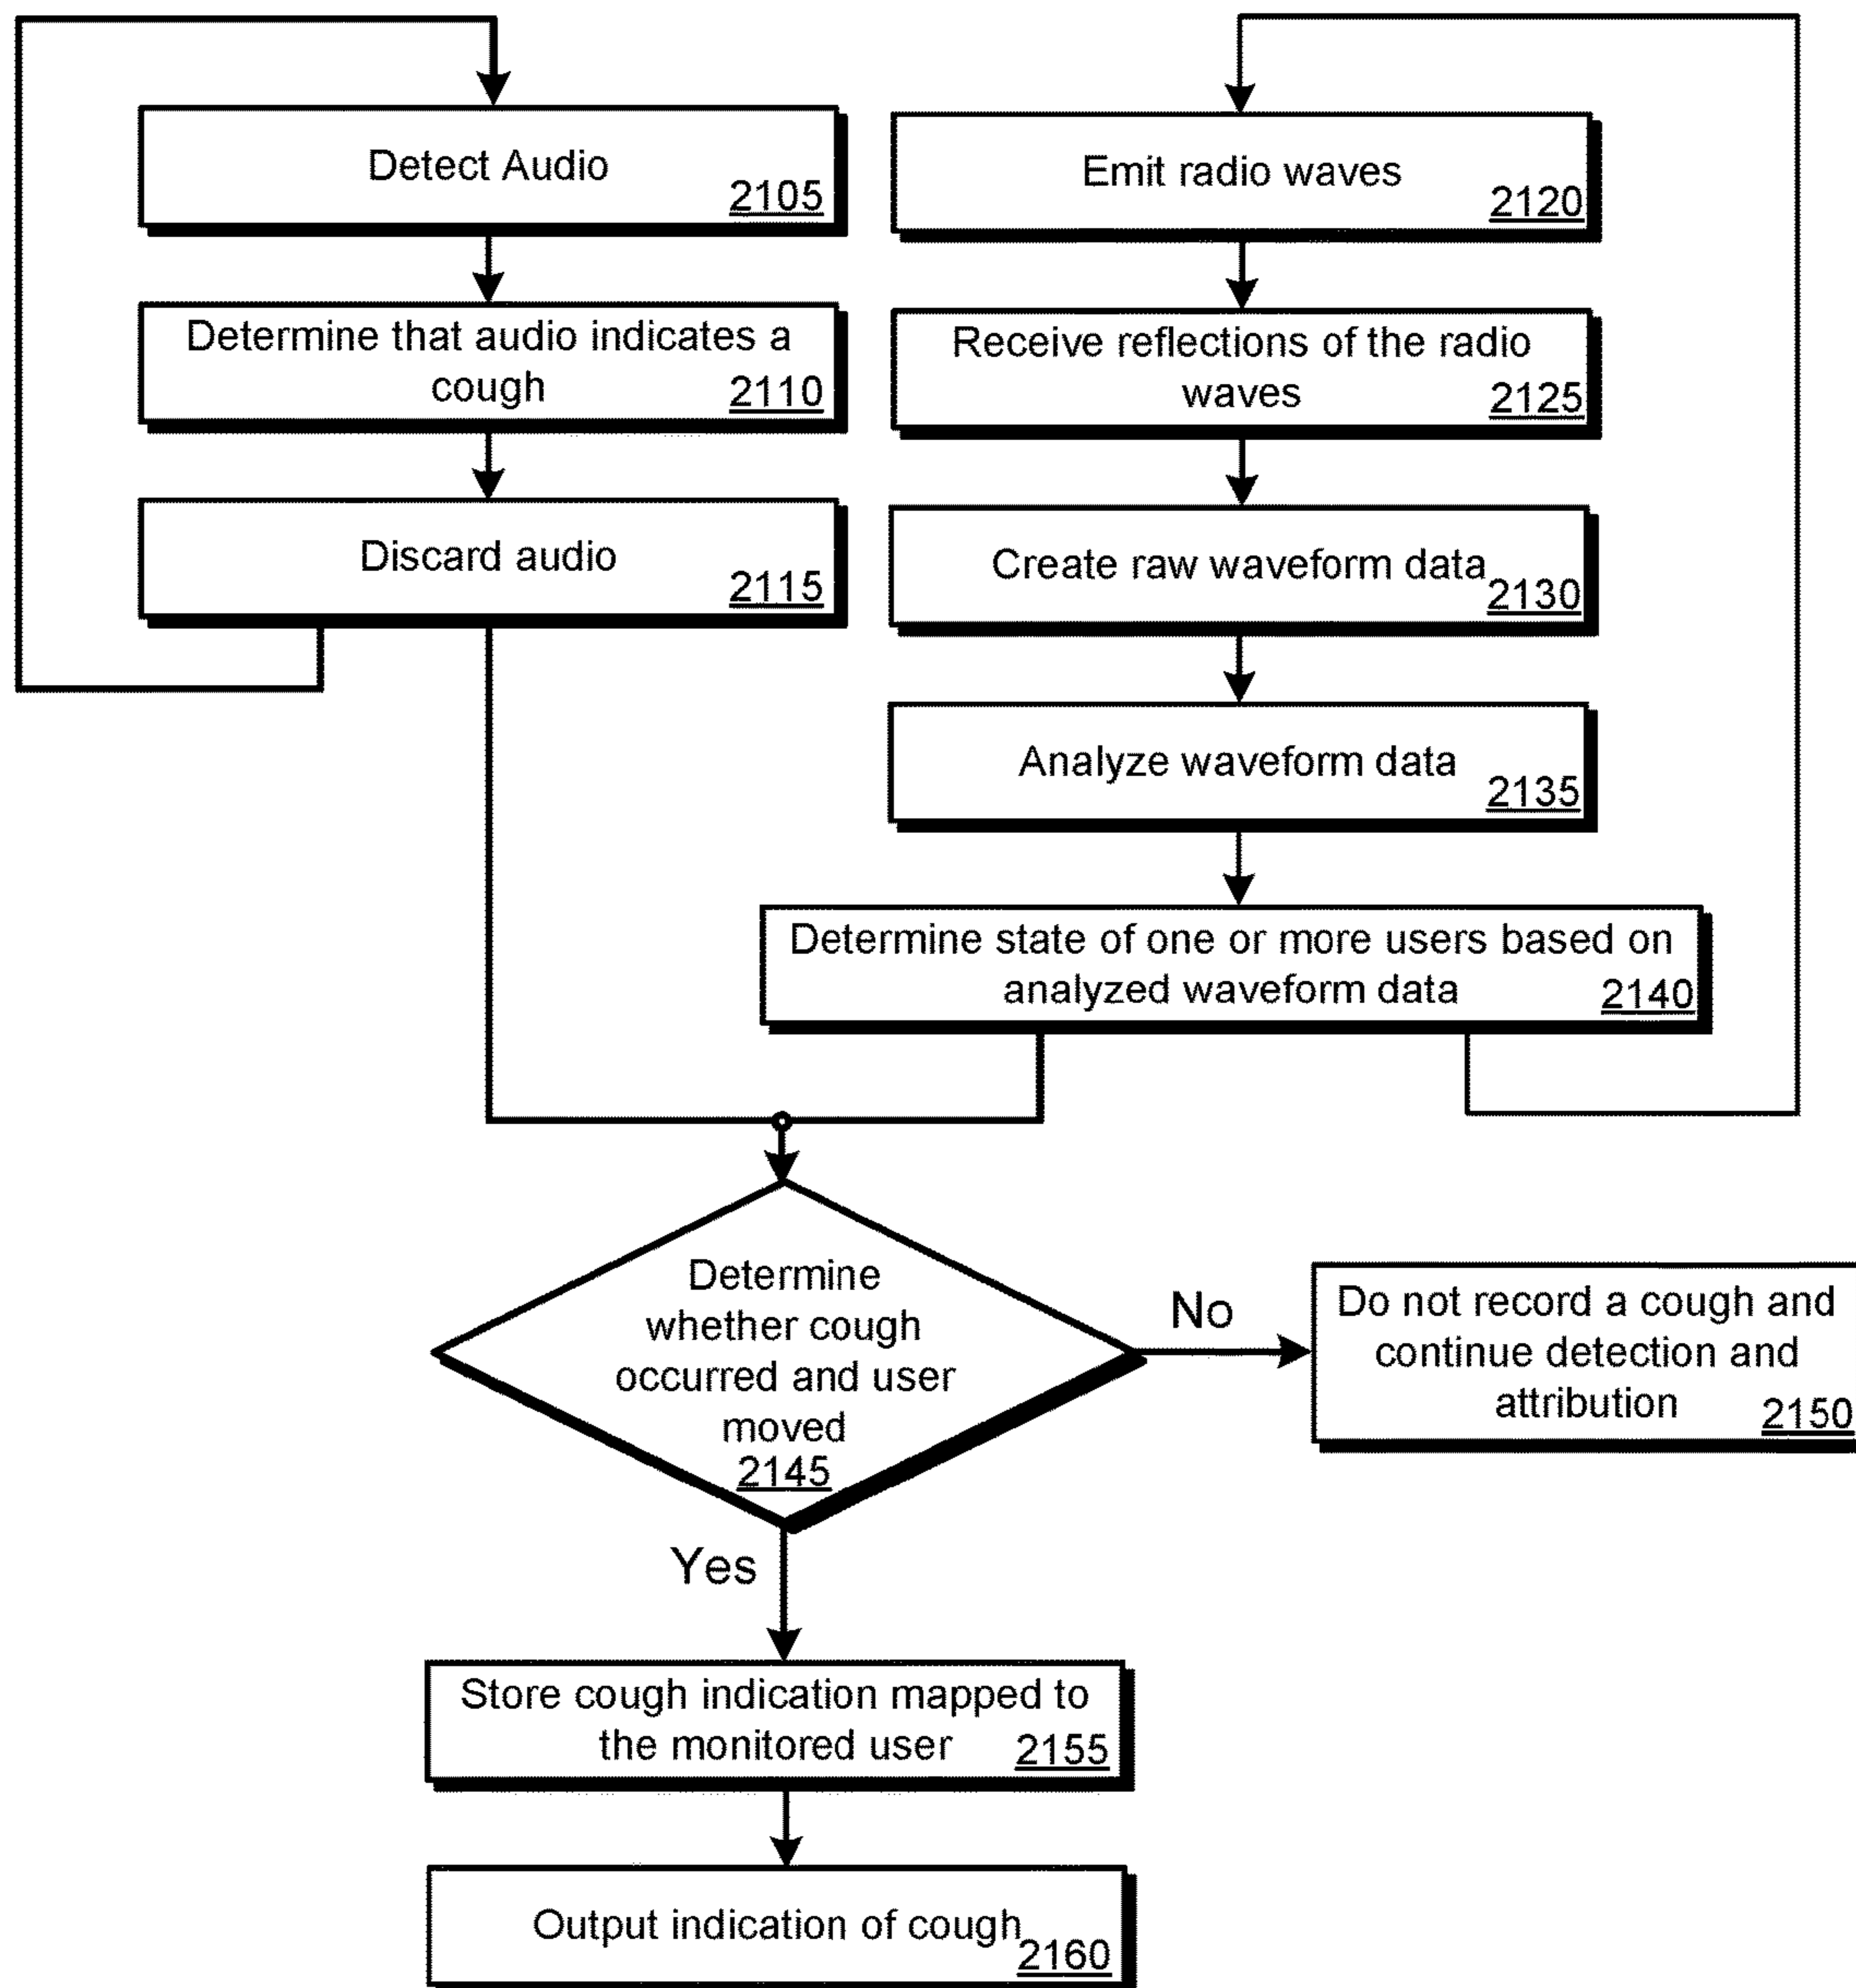 Detect Audio
2105
Determine that audio indicates a
cough
2110
Discard audio
2115
Emit radio waves
2120
Receive reflections of the radio
waves
2125
Create raw waveform data
2130
Analyze waveform data
2135
Determine state of one or more users based on
analyzed waveform data
2140
Determine
whether cough
occurred and user
moved
2145
No
Do not record a cough and
continue detection and
attribution
2150
Yes
Store cough indication mapped to
the monitored user
2155
Output indication of cough
2160